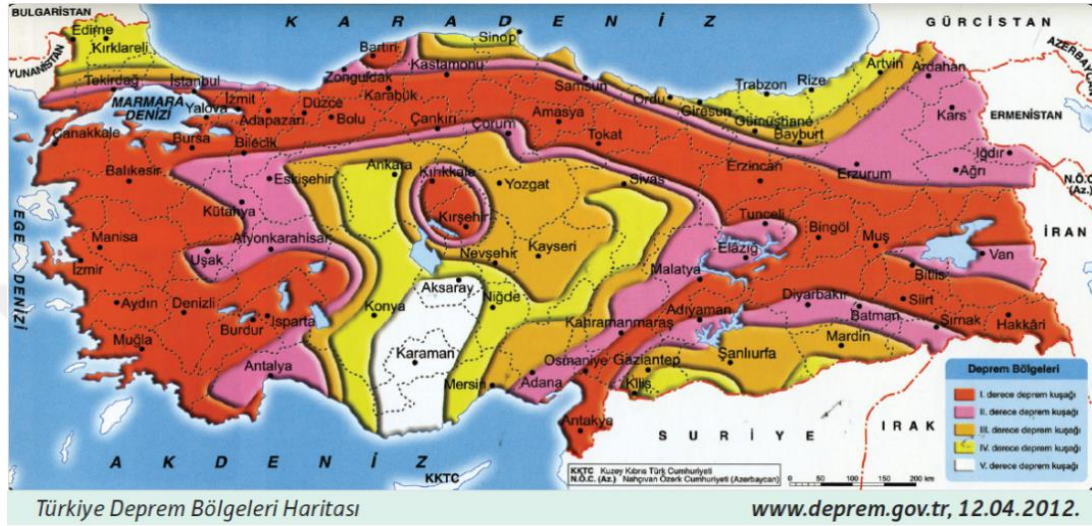 BULGARİSTAN
K A R A D E N İ Z
GÜRCİSTAN
AZERBAY
YUNANİSTAN
Edirne
Kırklareli
Tekirdağ
İstanbul
MARMARA
DENİZİ
Yalova
İzmit
Adapazarı
Düzce
Bolu
Zonguldak
Bartın
Karabük
Kastamonu
Sinop
Samsun
Ordu
Giresun
Trabzon
Rize
Artvin
Ardahan
Kars
ERMENİSTAN
Iğdır
Ağrı
N.Ö.C.
(Az.)
Çanakkale
Bursa
Bilecik
Çankırı
Çorum
Amasya
Tokat
Gümüşhane
Bayburt
Erzincan
Erzurum
Balıkesir
Eskişehir
Ankara
Kırıkkale
Yozgat
Sivas
Tunceli
Bingöl
Muş
İRAN
EGE DENİZİ
Manisa
Kütahya
Afyonkarahisar
Uşak
Kırşehir
Nevşehir
Kayseri
Malatya
Elazığ
Bitlis
Van
İzmir
Aydın
Denizli
Burdur
Isparta
Konya
Aksaray
Niğde
Kahramanmaraş
Adıyaman
Diyarbakır
Batman
Siirt
Şırnak
Hakkâri
Muğla
Antalya
Karaman
Mersin
Adana
Osmaniye
Gaziantep
Kilis
Şanlıurfa
Mardin
Antakya
S U R İ Y E
I R A K
A K D E N İ Z
KKTC
Deprem Bölgeleri
I. derece deprem kuşağı
II. derece deprem kuşağı
III. derece deprem kuşağı
IV. derece deprem kuşağı
V. derece deprem kuşağı
KKTC Kuzey Kıbrıs Türk Cumhuriyeti
N.Ö.C. (Az.) Nahçıvan Özerk Cumhuriyeti (Azerbaycan)
0 50 100 150 200 km
Türkiye Deprem Bölgeleri Haritası
www.deprem.gov.tr, 12.04.2012.